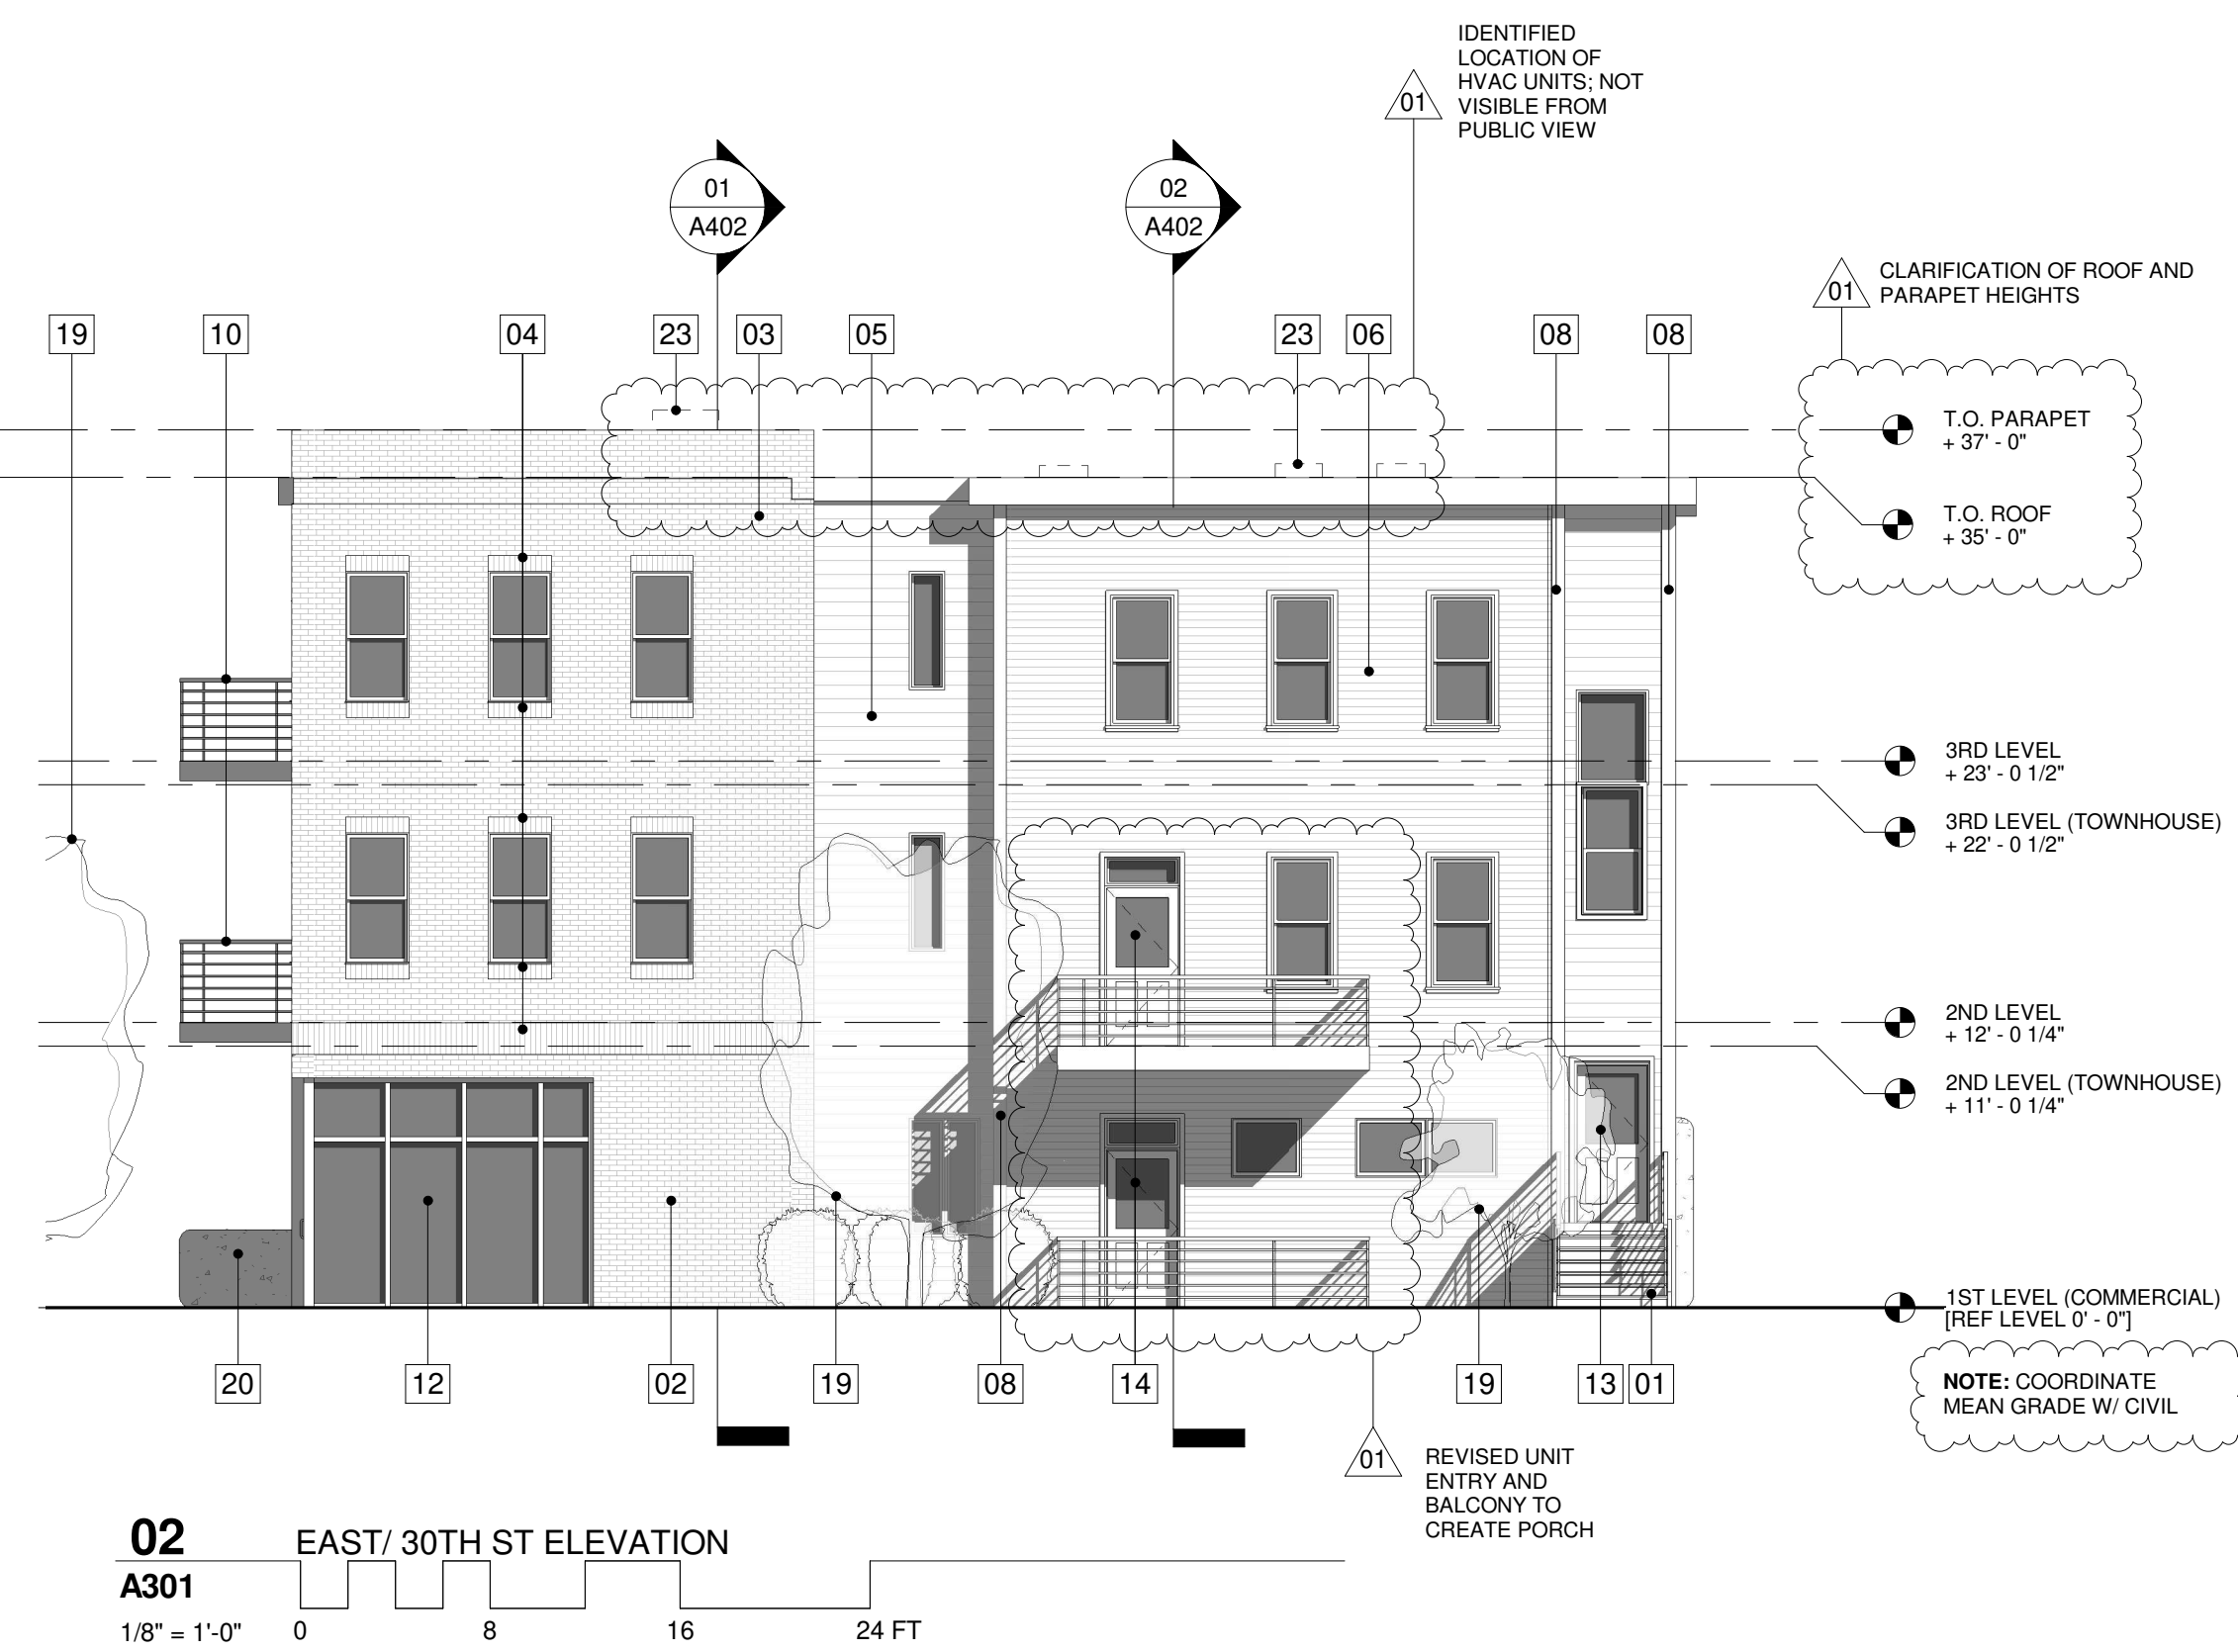 IDENTIFIED
LOCATION OF
HVAC UNITS; NOT
VISIBLE FROM
PUBLIC VIEW
01
01
A402
02
A402
01
CLARIFICATION OF ROOF AND
PARAPET HEIGHTS
19
10
04
23
03
05
23
06
08
08
T.O. PARAPET
+ 37' - 0"
T.O. ROOF
+ 35' - 0"
3RD LEVEL
+ 23' - 0 1/2"
3RD LEVEL (TOWNHOUSE)
+ 22' - 0 1/2"
2ND LEVEL
+ 12' - 0 1/4"
2ND LEVEL (TOWNHOUSE)
+ 11' - 0 1/4"
1ST LEVEL (COMMERCIAL)
[REF LEVEL 0' - 0"]
NOTE: COORDINATE
MEAN GRADE W/ CIVIL
20
12
02
19
08
14
19
13
01
01
REVISED UNIT
ENTRY AND
BALCONY TO
CREATE PORCH
02
EAST/ 30TH ST ELEVATION
A301
1/8" = 1'-0"
0
8
16
24 FT